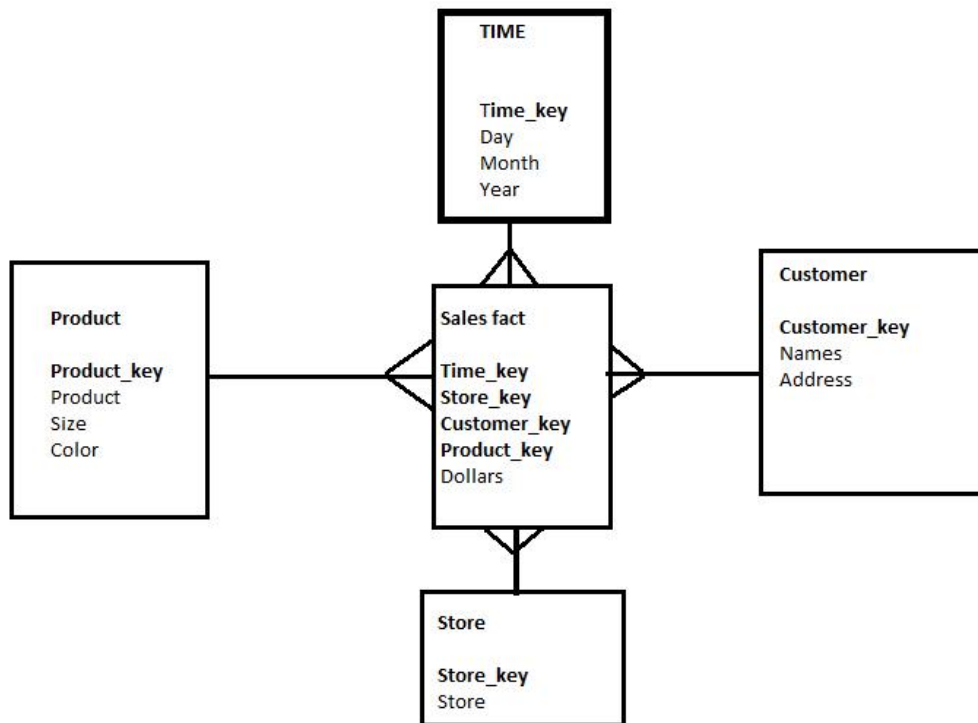 TIME
Time_key
Day
Month
Year
Product
Product_key
Product
Size
Color
Sales fact
Time_key
Store_key
Customer_key
Product_key
Dollars
Customer
Customer_key
Names
Address
Store
Store_key
Store